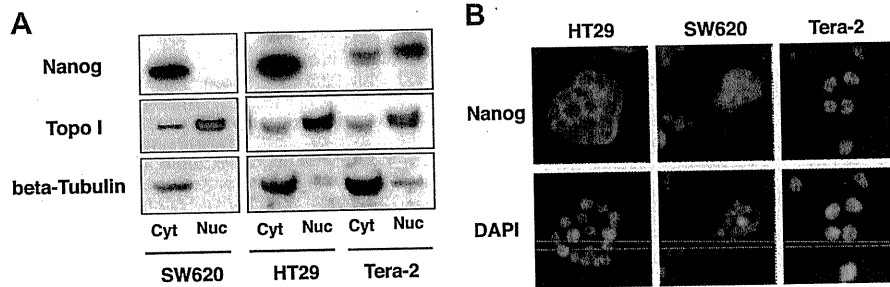 A
Nanog
Topo I
beta-Tubulin
Cyt Nuc Cyt Nuc Cyt Nuc
SW620 HT29 Tera-2
B
HT29 SW620 Tera-2
Nanog
DAPI